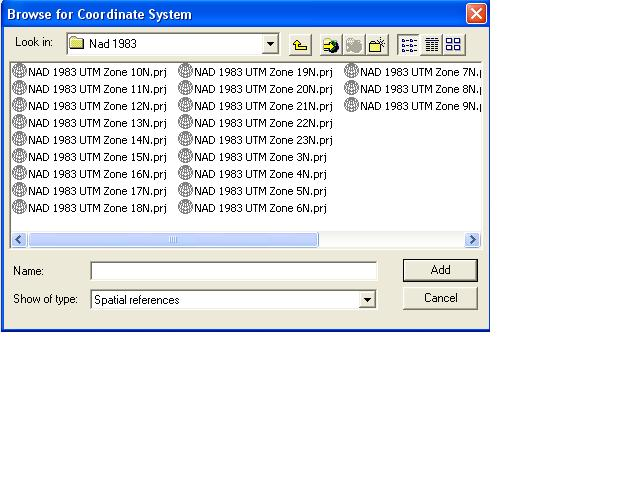 Browse for Coordinate System
Look in: Nad 1983
NAD 1983 UTM Zone 10N.prj NAD 1983 UTM Zone 19N.prj NAD 1983 UTM Zone 7N.p
NAD 1983 UTM Zone 11N.prj NAD 1983 UTM Zone 20N.prj NAD 1983 UTM Zone 8N.p
NAD 1983 UTM Zone 12N.prj NAD 1983 UTM Zone 21N.prj NAD 1983 UTM Zone 9N.p
NAD 1983 UTM Zone 13N.prj NAD 1983 UTM Zone 22N.prj
NAD 1983 UTM Zone 14N.prj NAD 1983 UTM Zone 23N.prj
NAD 1983 UTM Zone 15N.prj NAD 1983 UTM Zone 3N.prj
NAD 1983 UTM Zone 16N.prj NAD 1983 UTM Zone 4N.prj
NAD 1983 UTM Zone 17N.prj NAD 1983 UTM Zone 5N.prj
NAD 1983 UTM Zone 18N.prj NAD 1983 UTM Zone 6N.prj
Name: Add
Show of type: Spatial references Cancel